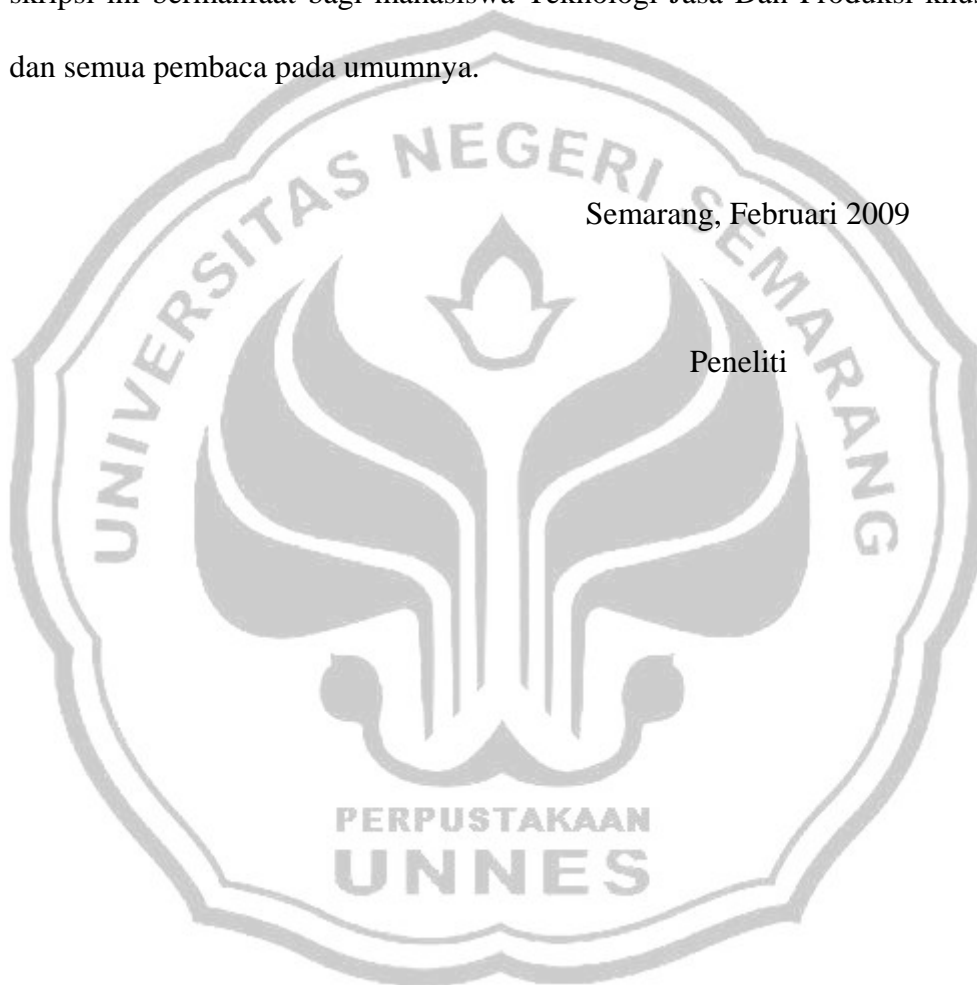 skripsi ini bermanfaat bagi mahasiswa Teknologi Jasa Dan Produksi
dan semua pembaca pada umumnya.
UNIVERSITAS NEGERI SEMARANG
Semarang, Februari 2009
Peneliti
PERPUSTAKAAN
UNNES